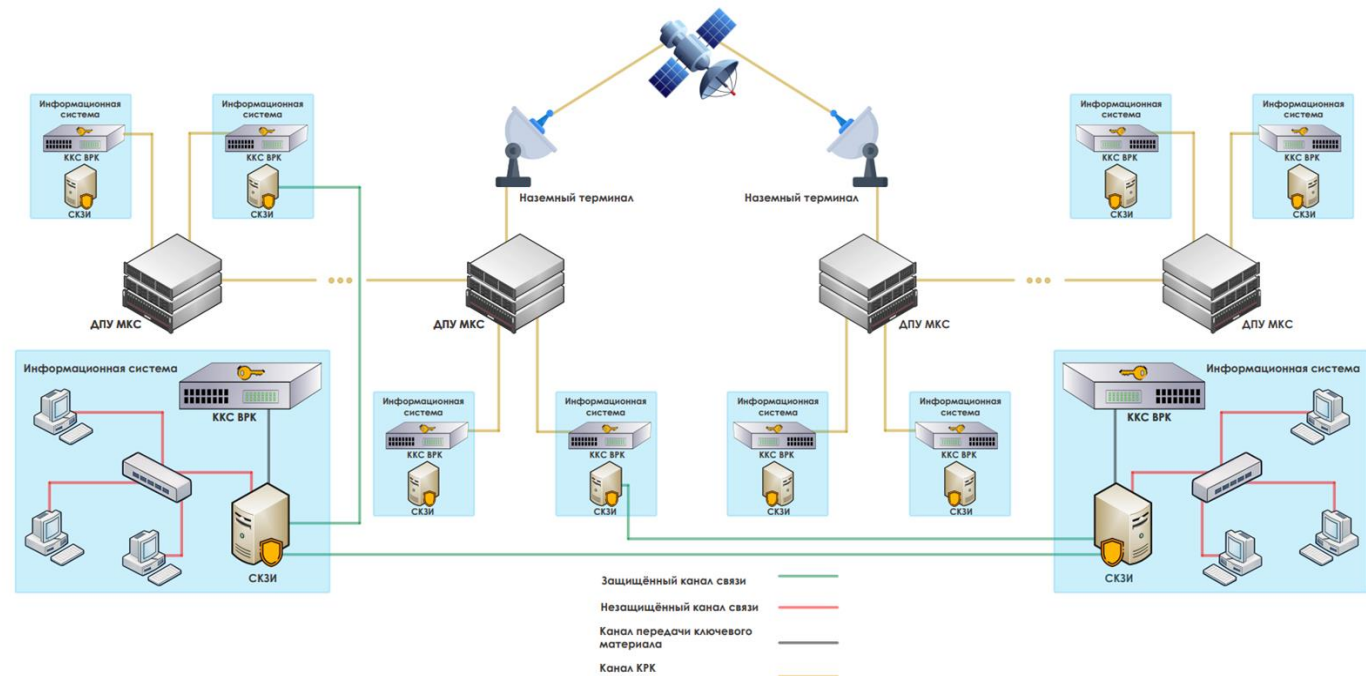 Информационная
система
ККС ВРК
СКЗИ
Информационная
система
ККС ВРК
СКЗИ
Наземный терминал
Наземный терминал
Информационная
система
ККС ВРК
СКЗИ
Информационная
система
ККС ВРК
СКЗИ
ДПУ МКС
ДПУ МКС
ДПУ МКС
ДПУ МКС
Информационная система
ККС ВРК
СКЗИ
Информационная
система
ККС ВРК
СКЗИ
Информационная
система
ККС ВРК
СКЗИ
Информационная
система
ККС ВРК
СКЗИ
Информационная
система
ККС ВРК
СКЗИ
Информационная система
ККС ВРК
СКЗИ
Защищённый канал связи
Незащищённый канал связи
Канал передачи ключевого
материала
Канал КРК